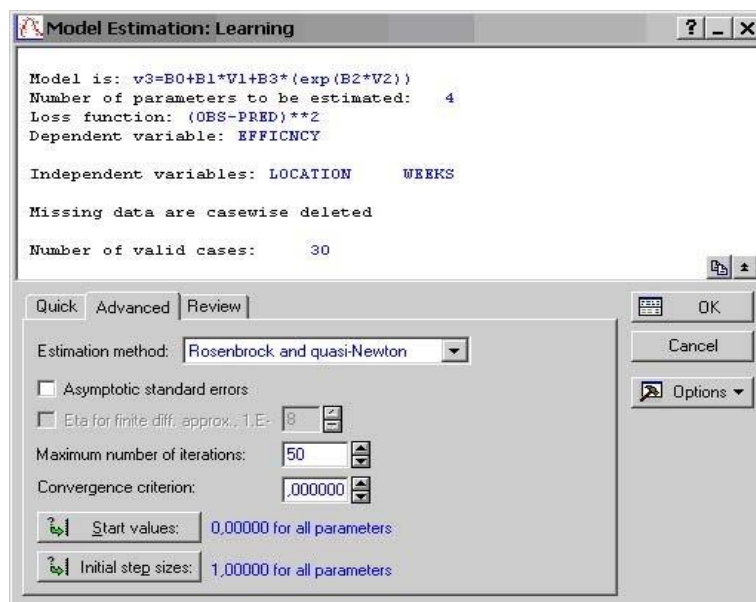 Model Estimation: Learning
Model is: v3=B0+B1*V1+B3*(exp(B2*V2))
Number of parameters to be estimated: 4
Loss function: (OBS-PRED)**2
Dependent variable: EFFICNCY
Independent variables: LOCATION WEEKS
Missing data are casewise deleted
Number of valid cases: 30
Quick Advanced Review
OK
Estimation method: Rosenbrock and quasi-Newton
Cancel
Asymptotic standard errors
Options
Eta for finite diff. approx., 1.E- 8
Maximum number of iterations: 50
Convergence criterion: ,000000
Start values: 0,00000 for all parameters
Initial step sizes: 1,00000 for all parameters